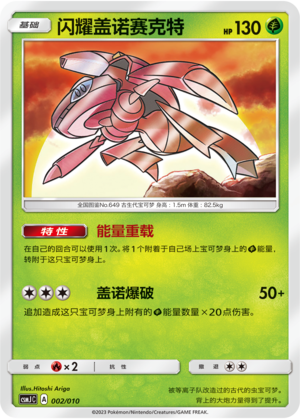 基础 闪耀盖诺赛克特 HP 130
全国图鉴No.649 古生代宝可梦 身高：1.5m 体重：82.5kg
特性 能量重载
在自己的回合可以使用1次。将1个附着于自己场上宝可梦身上的能量，
转附于这只宝可梦身上。
盖诺爆破 50+
追加造成这只宝可梦身上附有的能量数量×20点伤害。
弱点 ×2 抗性 撤退
Illus.Hitoshi Ariga
CSMJC A 002/010
被等离子队改造过的古代的虫宝可梦。
背上的大炮力量得到了提升。
©2023 Pokémon/Nintendo/Creatures/GAME FREAK.